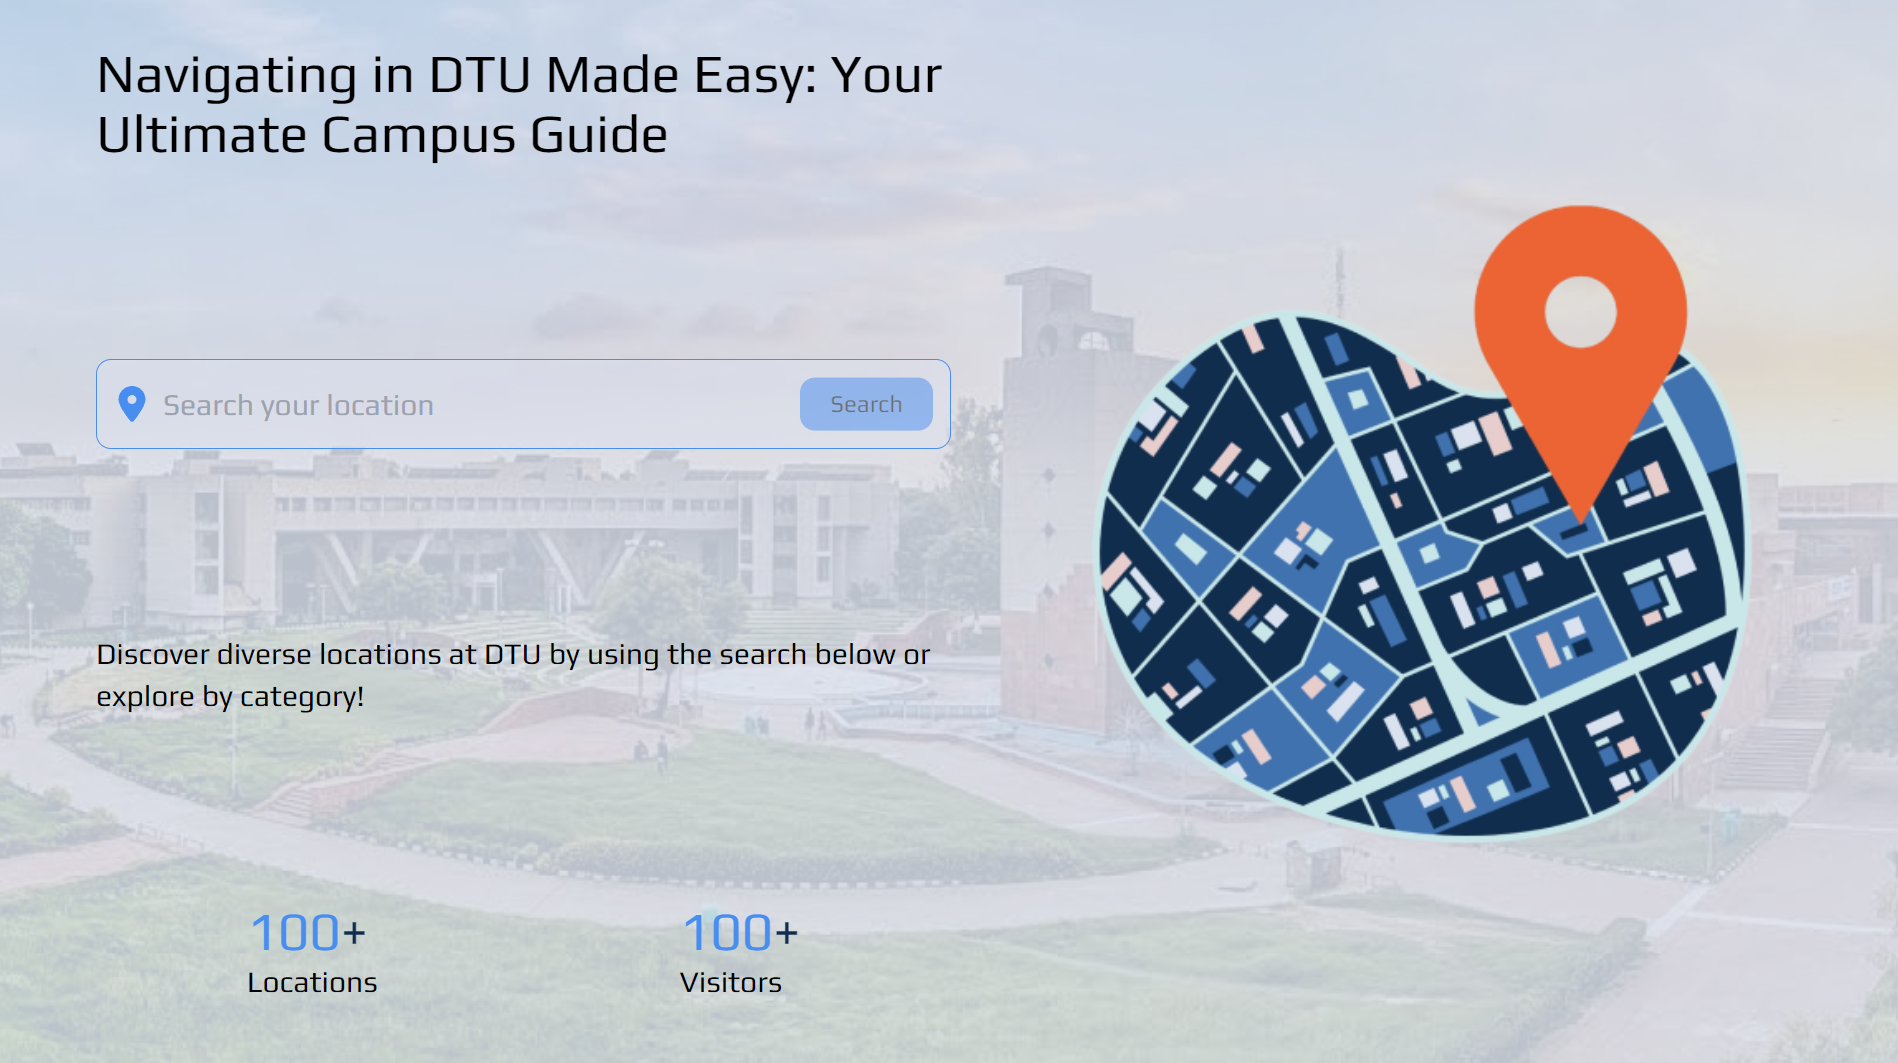 Navigating in DTU Made Easy: Your
Ultimate Campus Guide
Search your location
Search
Discover diverse locations at DTU by using the search below or
explore by category!
100+
Locations
100+
Visitors